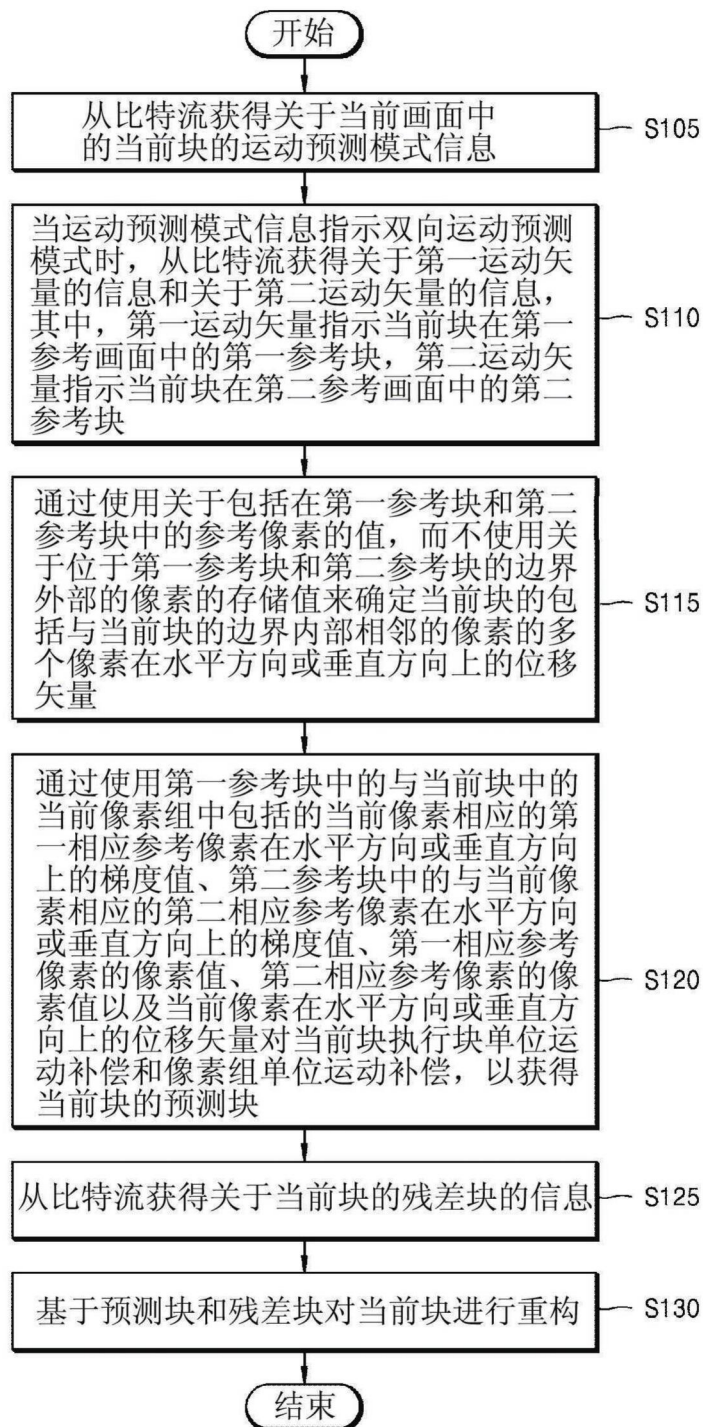 开始
从比特流获得关于当前画面中
的当前块的运动预测模式信息
S105
当运动预测模式信息指示双向运动预测
模式时，从比特流获得关于第一运动矢
量的信息和关于第二运动矢量的信息，
其中，第一运动矢量指示当前块在第一
参考画面中的第一参考块，第二运动矢
量指示当前块在第二参考画面中的第二
参考块
S110
通过使用关于包括在第一参考块和第二
参考块中的参考像素的值，而不使用关
于位于第一参考块和第二参考块的边界
外部的像素的存储值来确定当前块的包
括与当前块的边界内部相邻的像素的多
个像素在水平方向或垂直方向上的位移
矢量
S115
通过使用第一参考块中的与当前块中的
当前像素组中包括的当前像素相应的第
一相应参考像素在水平方向或垂直方向
上的梯度值、第二参考块中的与当前像
素相应的第二相应参考像素在水平方向
或垂直方向上的梯度值、第一相应参考
像素的像素值、第二相应参考像素的像
素值以及当前像素在水平方向或垂直方
向上的位移矢量对当前块执行块单位运
动补偿和像素组单位运动补偿，以获得
当前块的预测块
S120
从比特流获得关于当前块的残差块的信息
S125
基于预测块和残差块对当前块进行重构
S130
结束